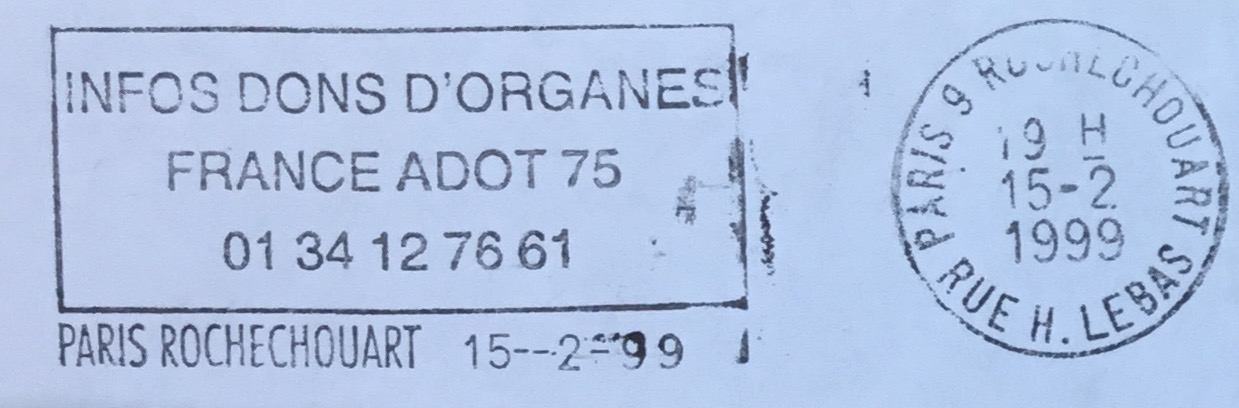 INFOS DONS D'ORGANES
FRANCE ADOT 75
01 34 12 76 61
PARIS ROCHECHOUART 15--2-99
PARIS 9 ROCHECHOUART
19 H
15-2
1999
RUE H. LEBAS